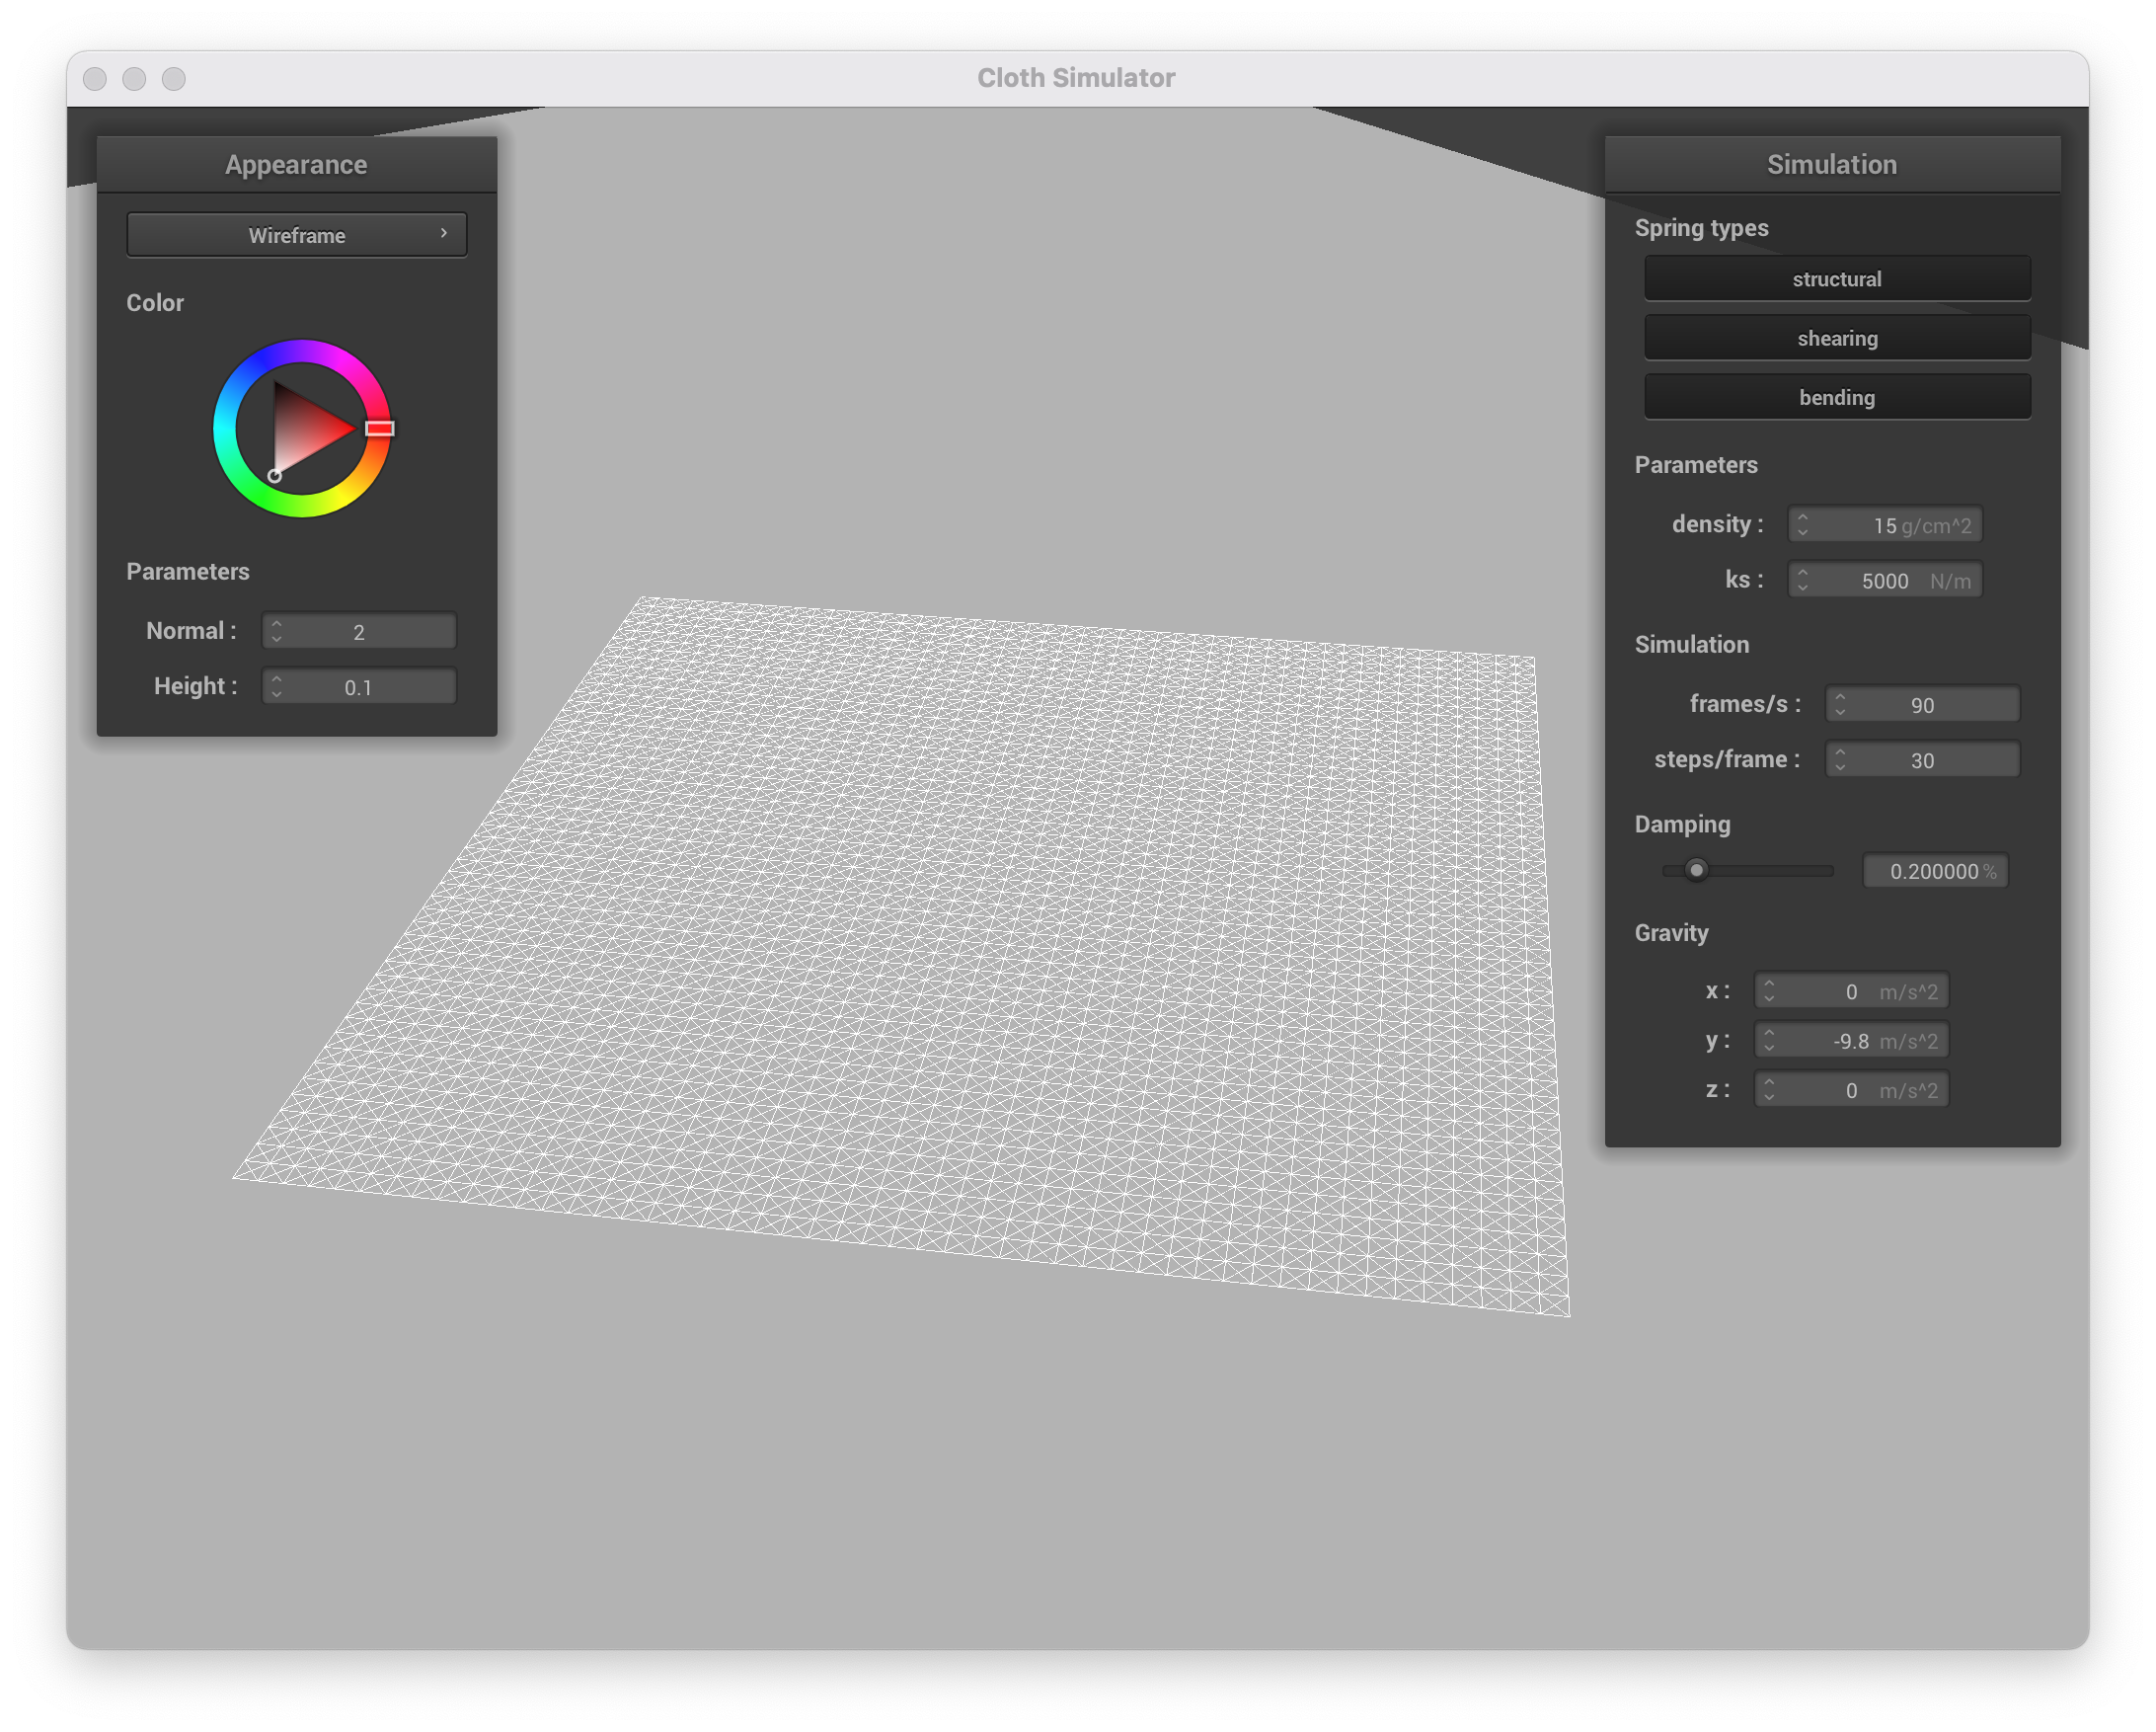 Cloth Simulator
Appearance
Wireframe
Color
Parameters
Normal : 2
Height : 0.1
Simulation
Spring types
structural
shearing
bending
Parameters
density : 15 g/cm^2
ks : 5000 N/m
Simulation
frames/s : 90
steps/frame : 30
Damping
0.200000 %
Gravity
x : 0 m/s^2
y : -9.8 m/s^2
z : 0 m/s^2